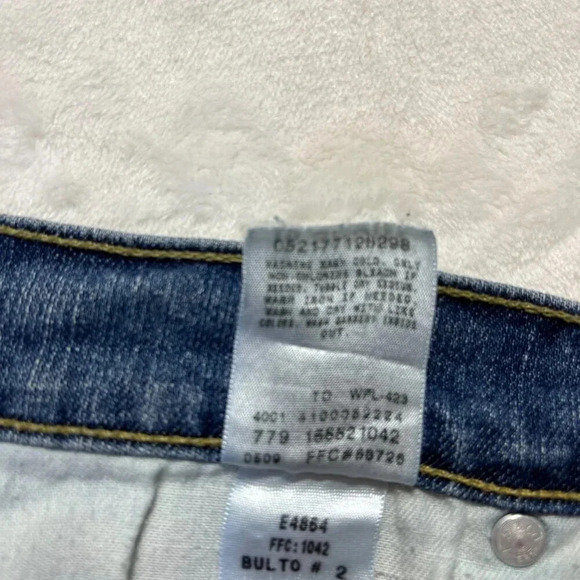 MACHINE WASH COLD. ONLY
NON CHLORINE BLEACH IF
NEEDED. TUMBLE DRY MEDIUM.
WARM IRON IF NEEDED.
WASH AND DRY WITH LIKE
COLORS. WASH GARMENT INSIDE
OUT
TO WPL-423
4001
779 155521042
0509
E4864
FFC:1042
BULTO # 2